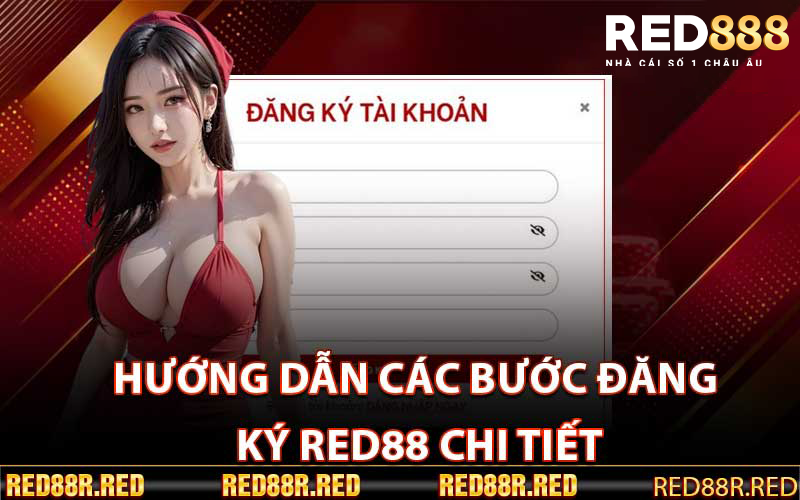 RED888
NHÀ CÁI SỐ 1 CHÂU ÂU
ĐĂNG KÝ TÀI KHOẢN
×
HƯỚNG DẪN CÁC BƯỚC ĐĂNG
KÝ RED88 CHI TIẾT
RED88R.RED RED88R.RED RED88R.RED RED88R.RED